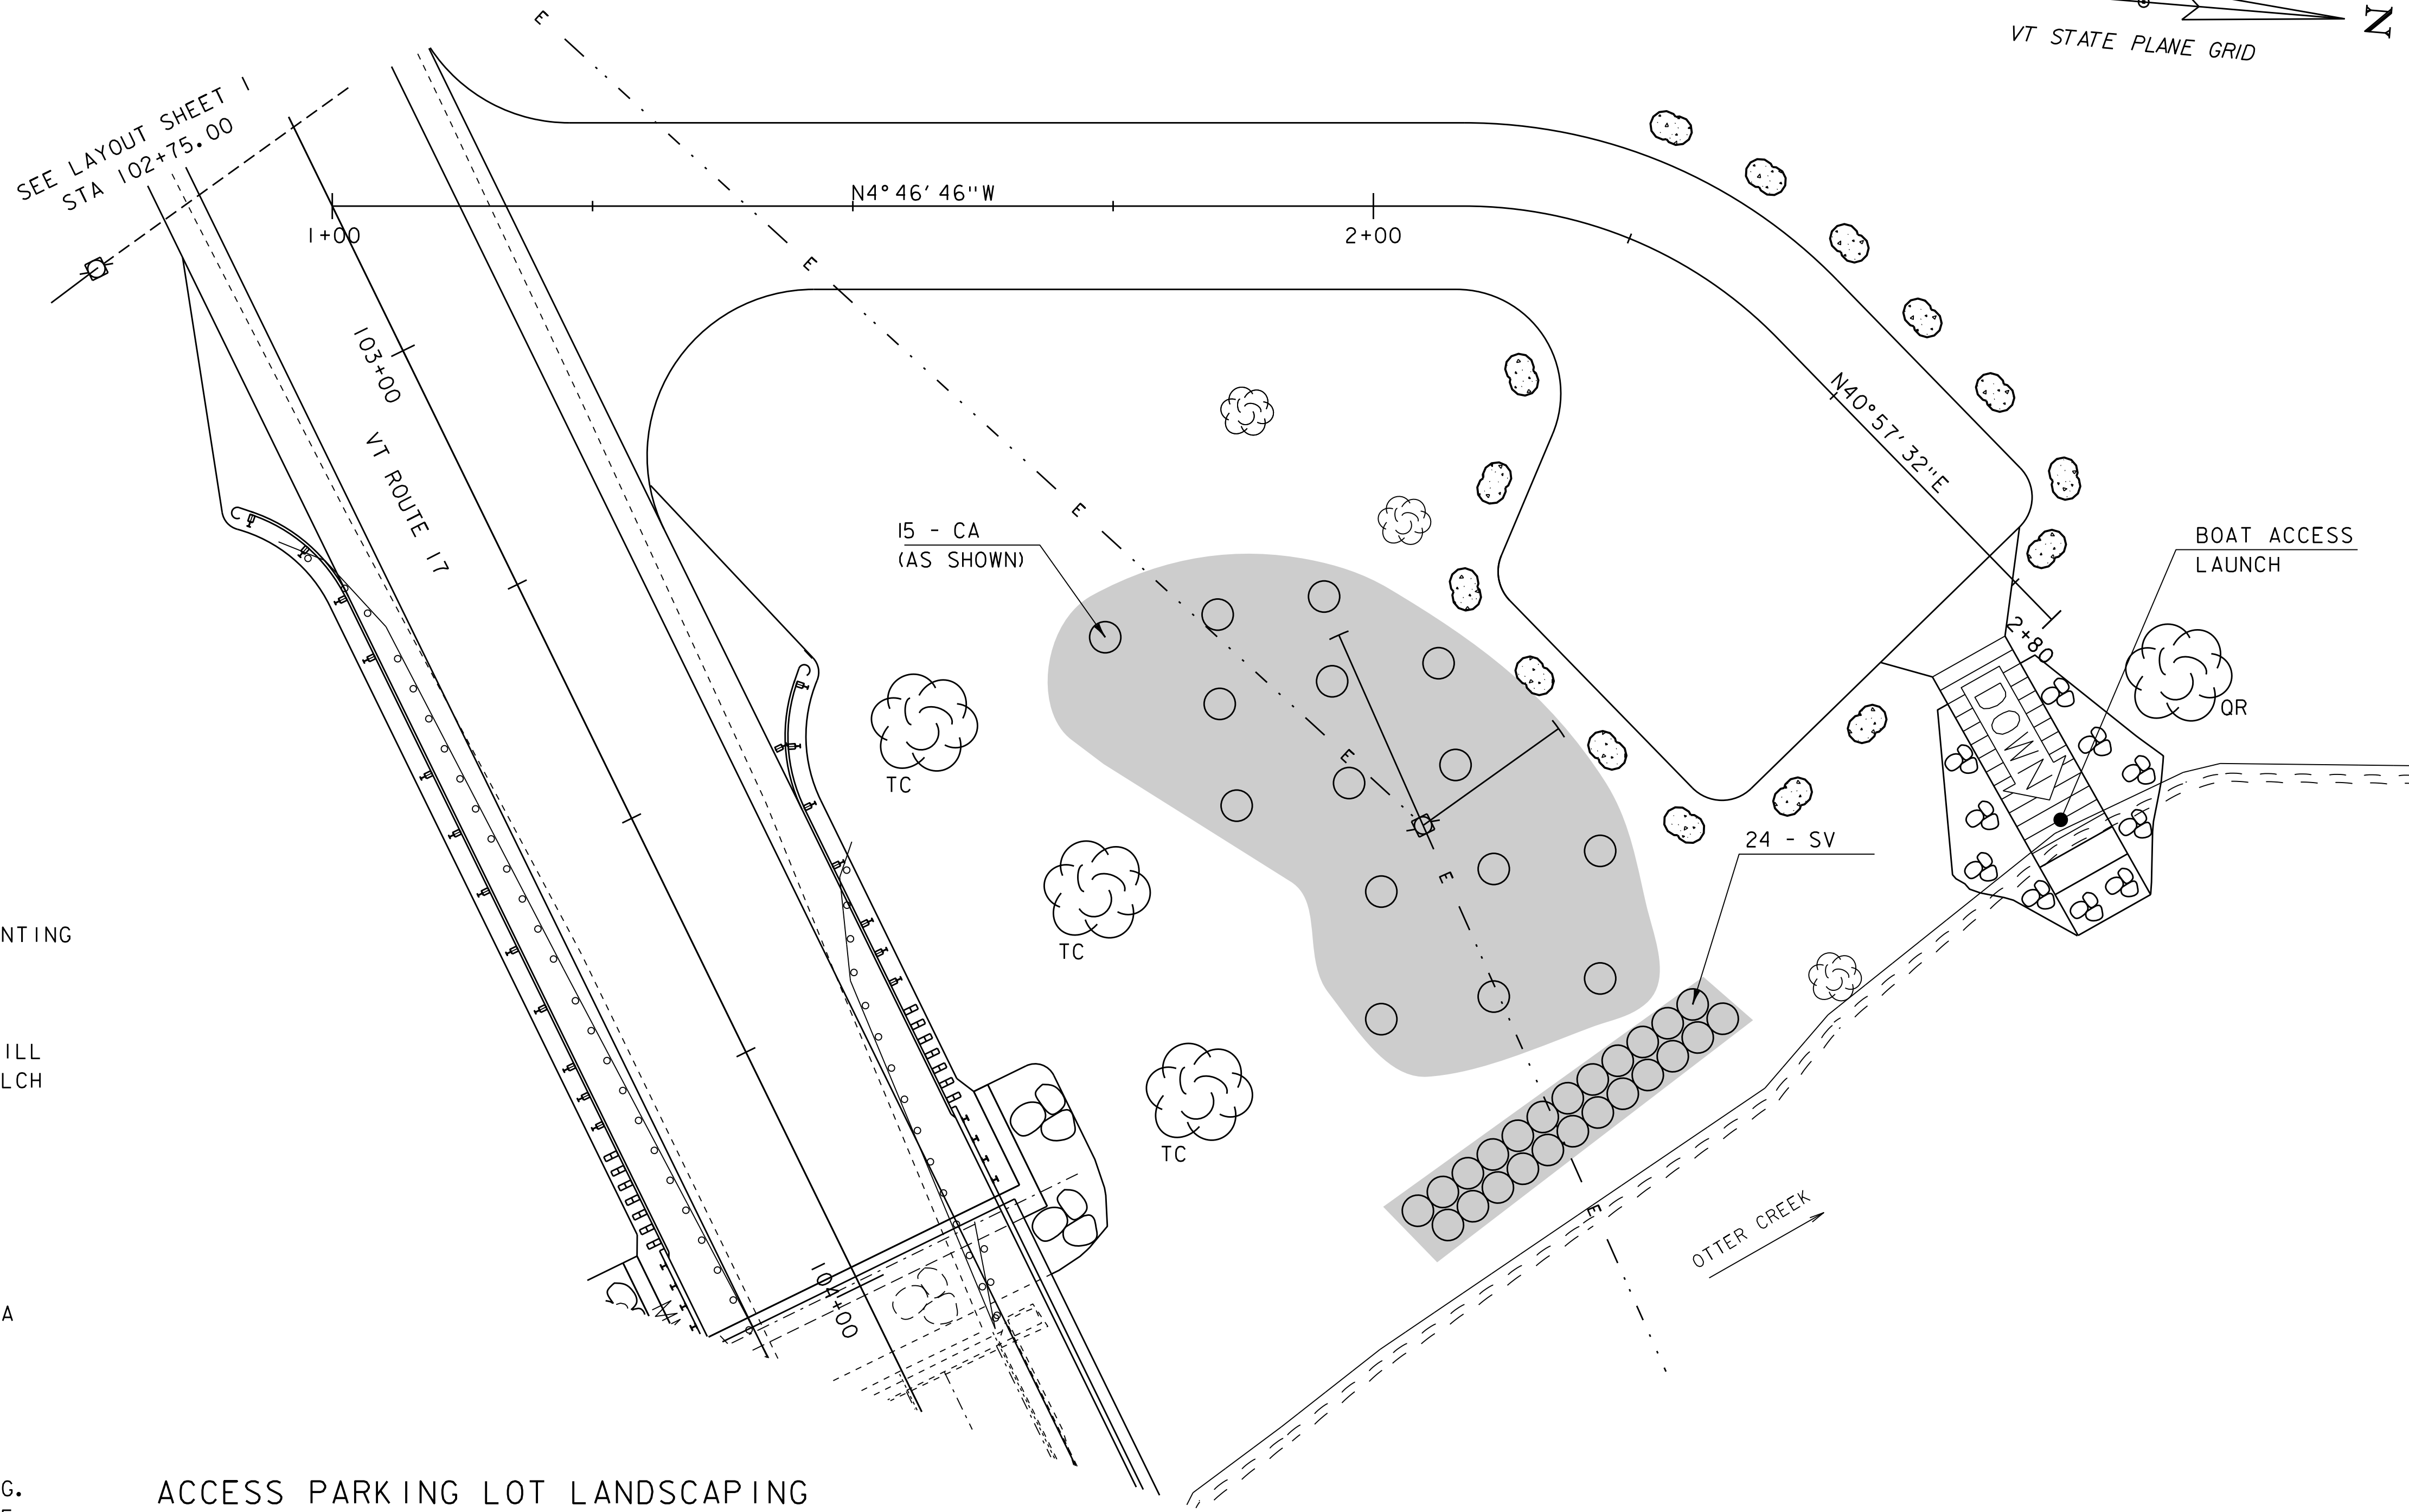 E
N
VT STATE PLANE GRID
SEE LAYOUT SHEET 1
STA 102+75.00
N4°46'46"W
1+00
2+00
E
103+00
VT ROUTE 17
N40°57'32"E
E
15 - CA
(AS SHOWN)
BOAT ACCESS
LAUNCH
2+80
DOWN
QR
E
TC
24 - SV
E
TC
NTING
ILL
LCH
TC
E
OTTER CREEK
104+00
A
G.
ACCESS PARKING LOT LANDSCAPING